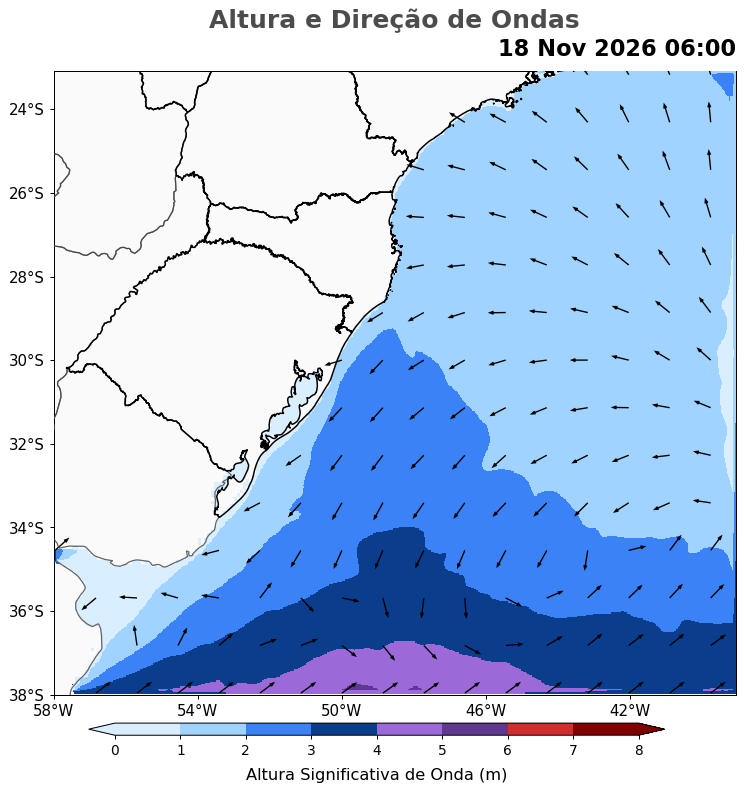 Altura e Direção de Ondas
18 Nov 2026 06:00
24°S
26°S
28°S
30°S
32°S
34°S
36°S
38°S
58°W 54°W 50°W 46°W 42°W
0 1 2 3 4 5 6 7 8
Altura Significativa de Onda (m)